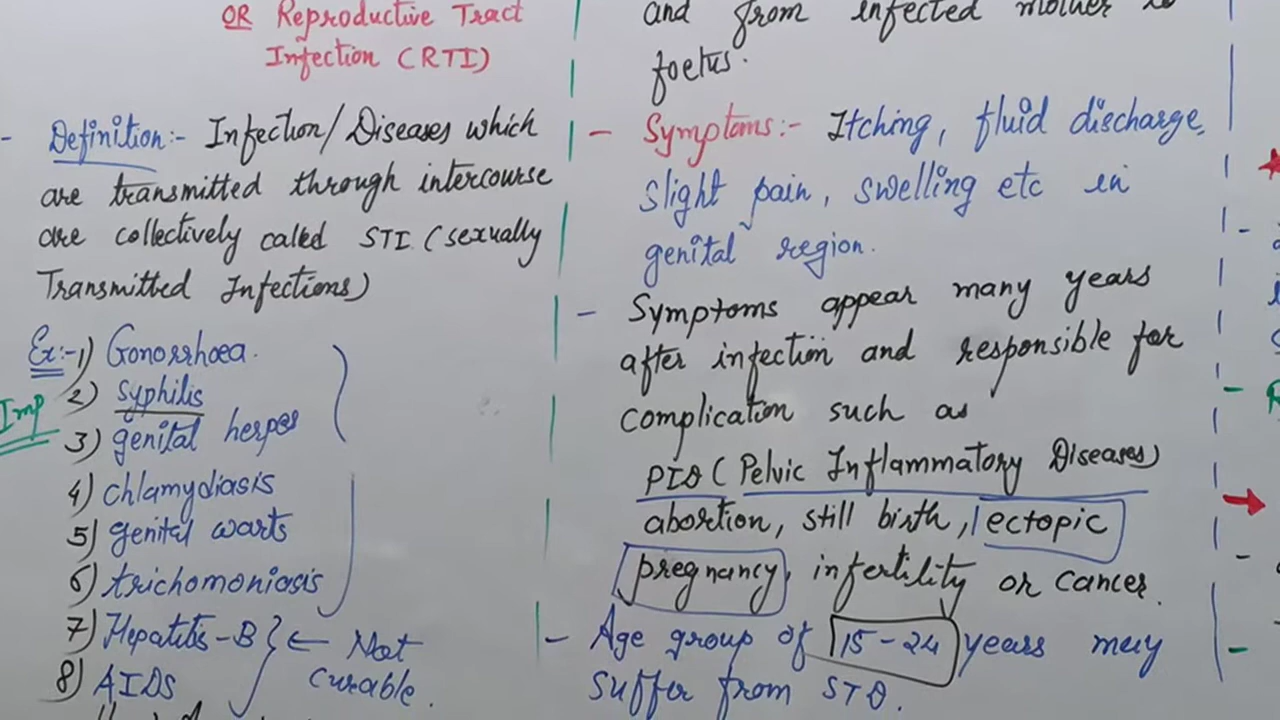 OR Reproductive Tract
Infection (RTI)
- Definition:- Infection/Diseases which
are transmitted through intercourse
are collectively called STI (sexually
Transmitted Infections)
Ex:-1) Gonorrhoea.
Imp
2) syphilis
3) genital herpes
4) chlamydiasis
5) genital warts
6) trichomoniasis
7) Hepatitis-B
8) AIDS
← Not
curable.
and from infected mother to
foetus.
- Symptoms:- Itching, fluid discharge,
slight pain, swelling etc in
genital region.
- Symptoms appear many years
after infection and responsible for
complication such as
PID (Pelvic Inflammatory Diseases)
abortion, still birth, ectopic
pregnancy, infertility or cancer.
- Age group of 15-24 years may
suffer from STD.